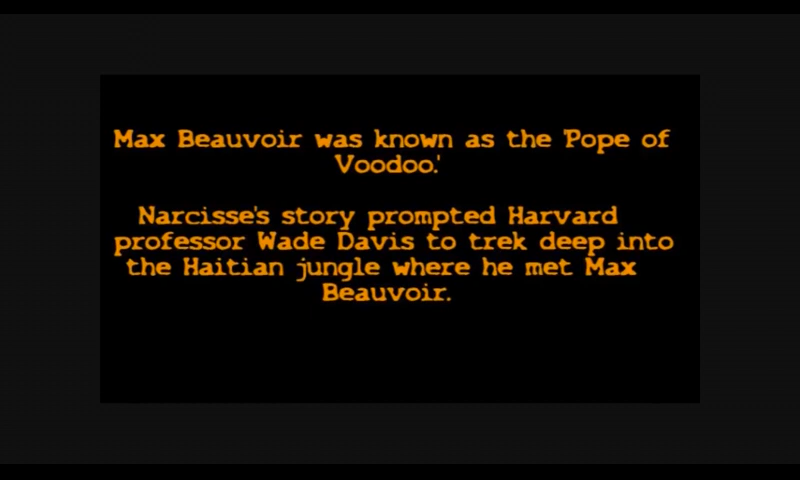 Max Beauvoir was known as the 'Pope of
Voodoo.'
Narcisse's story prompted Harvard
professor Wade Davis to trek deep into
the Haitian jungle where he met Max
Beauvoir.